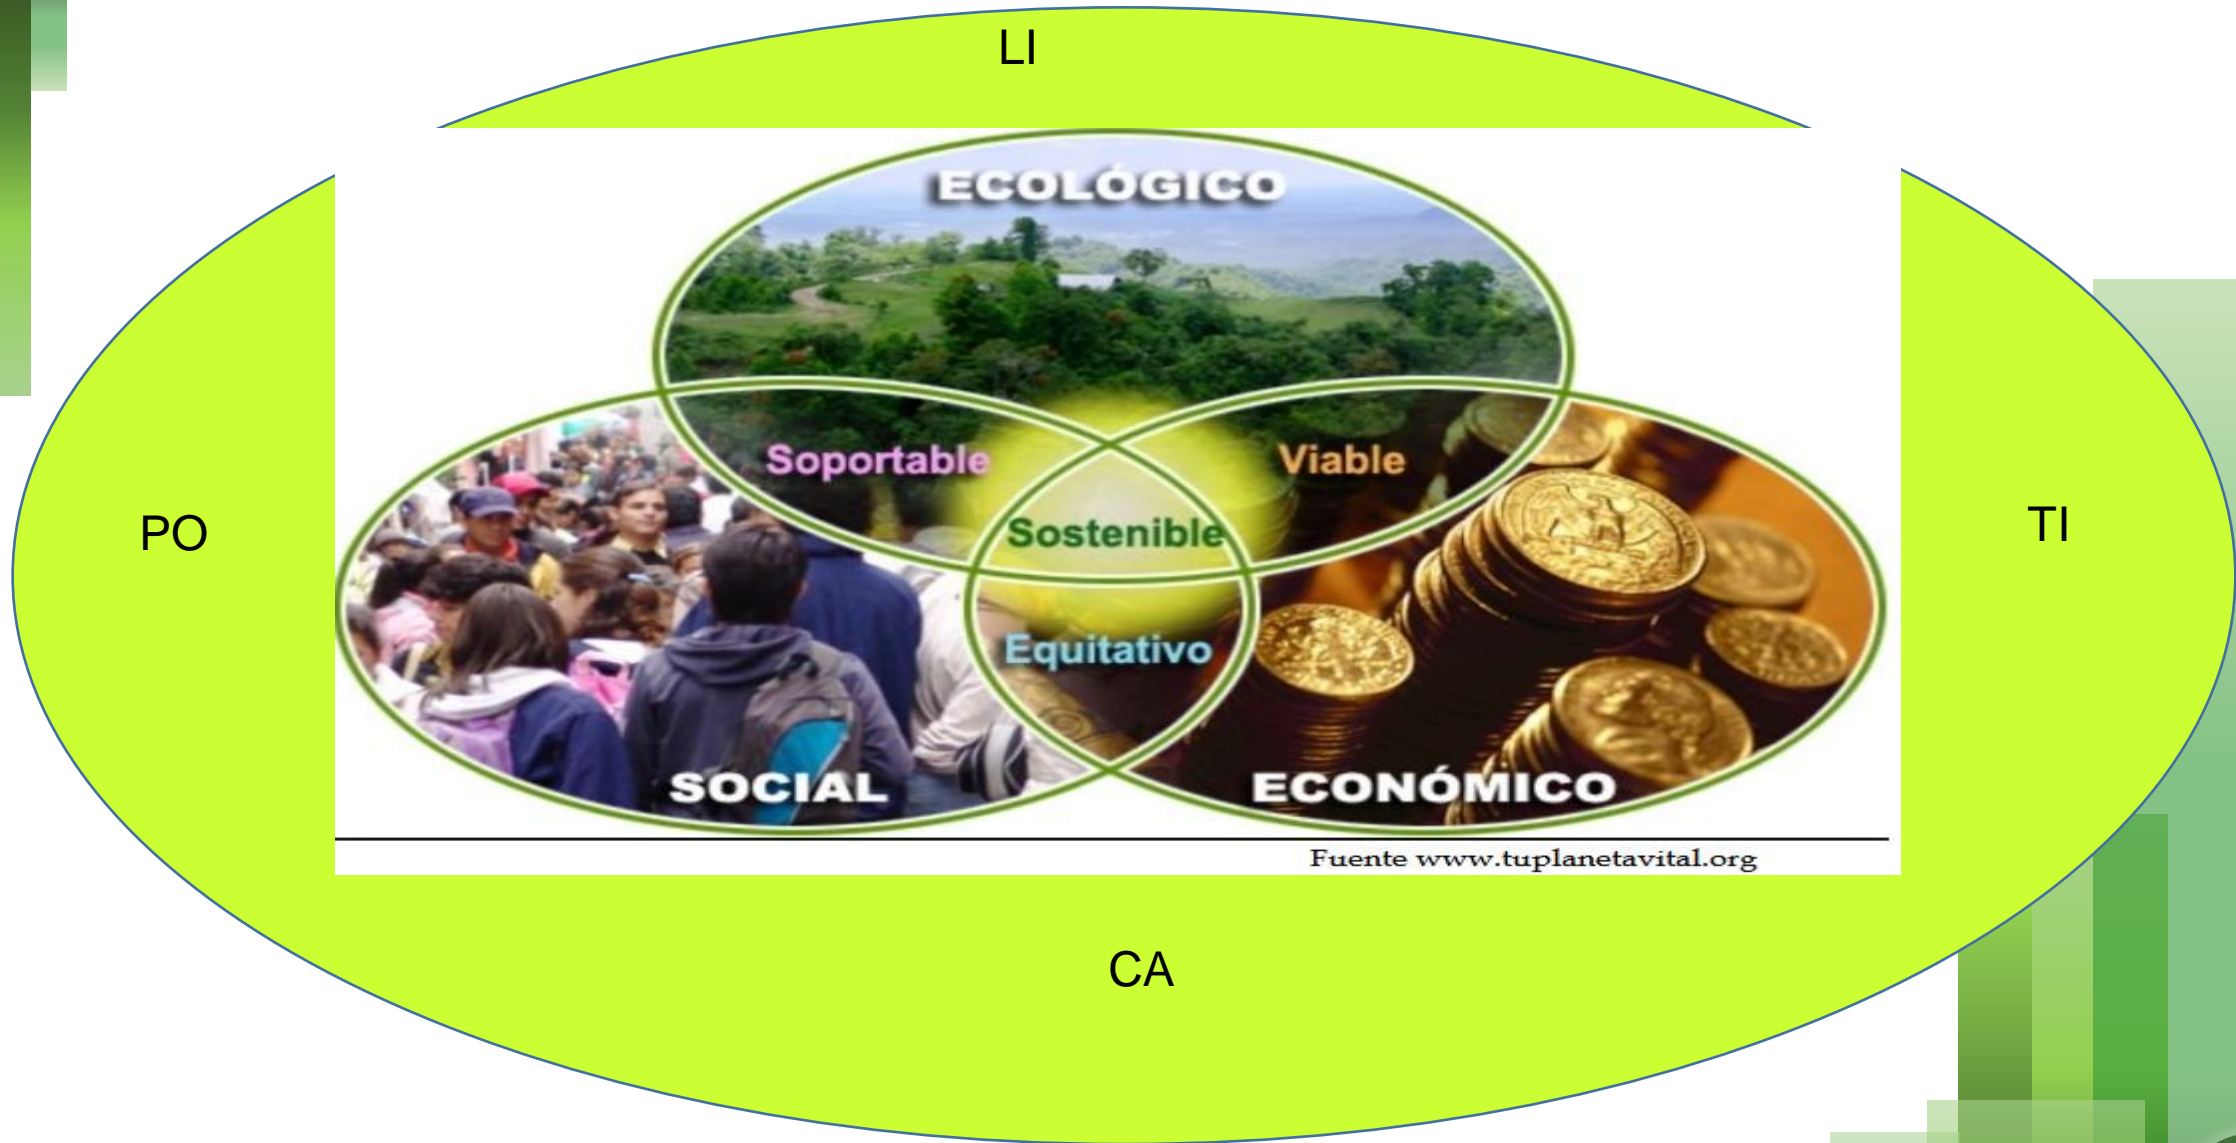 LI
ECOLÓGICO
Soportable
Viable
PO
Sostenible
TI
Equitativo
SOCIAL
ECONÓMICO
Fuente www.tuplanetavital.org
CA